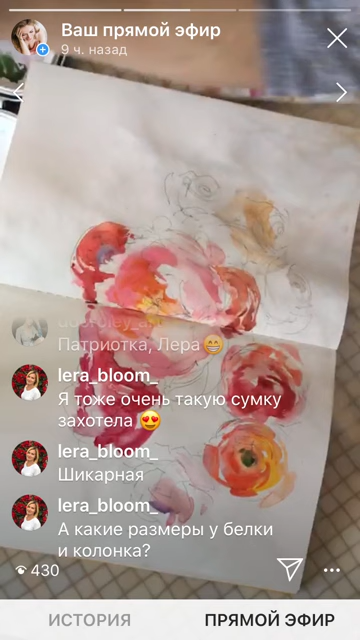 Ваш прямой эфир
9 ч. назад
Патриотка, Лера😁
lera_bloom_
Я тоже очень такую сумку
захотела 😍
lera_bloom_
Шикарная
lera_bloom_
А какие размеры у белки
и колонка?
430
ИСТОРИЯ
ПРЯМОЙ ЭФИР